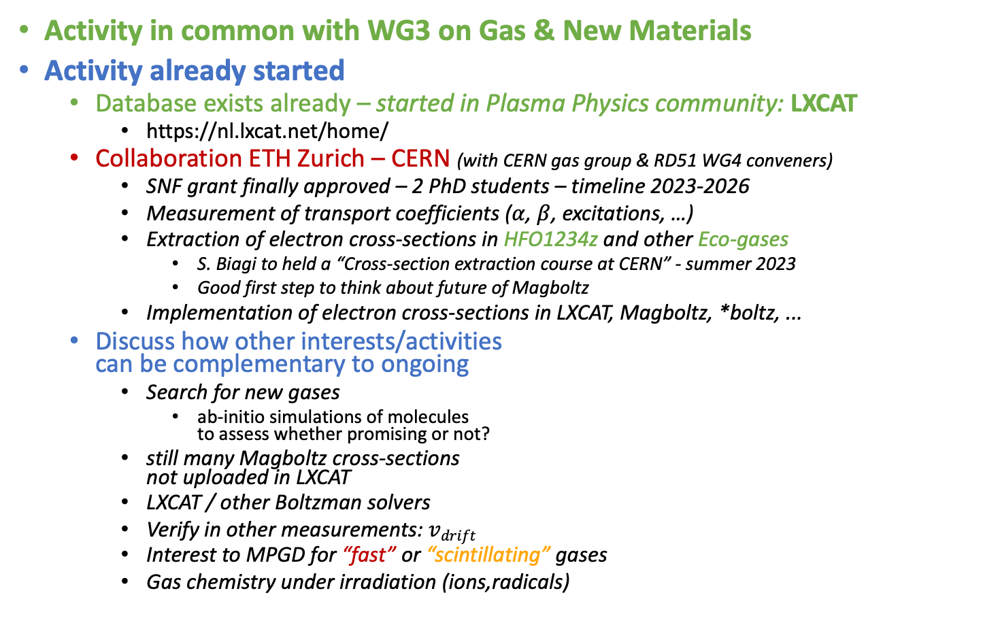 • Activity in common with WG3 on Gas & New Materials
• Activity already started
• Database exists already – started in Plasma Physics community: LXCAT
• https://nl.lxcat.net/home/
• Collaboration ETH Zurich – CERN (with CERN gas group & RD51 WG4 conveners)
• SNF grant finally approved – 2 PhD students – timeline 2023-2026
• Measurement of transport coefficients (α, β, excitations, …)
• Extraction of electron cross-sections in HFO1234z and other Eco-gases
• S. Biagi to held a “Cross-section extraction course at CERN” - summer 2023
• Good first step to think about future of Magboltz
• Implementation of electron cross-sections in LXCAT, Magboltz, *boltz, ...
• Discuss how other interests/activities
can be complementary to ongoing
• Search for new gases
• ab-initio simulations of molecules
to assess whether promising or not?
• still many Magboltz cross-sections
not uploaded in LXCAT
• LXCAT / other Boltzman solvers
• Verify in other measurements: v_drift
• Interest to MPGD for “fast” or “scintillating” gases
• Gas chemistry under irradiation (ions,radicals)